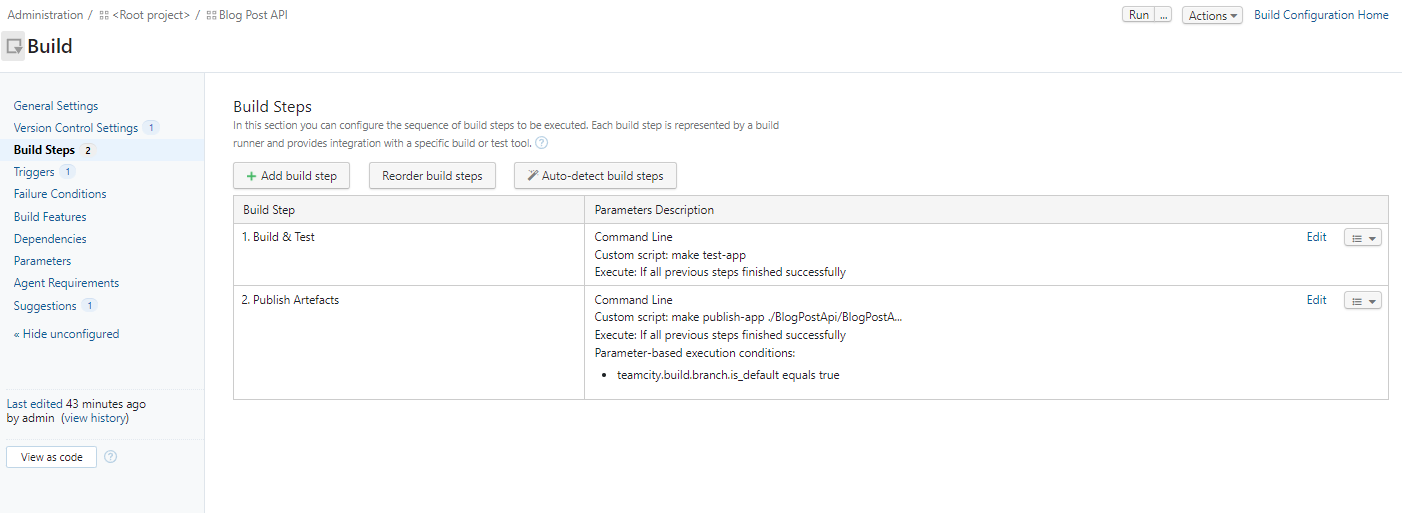 Administration / <Root project> / Blog Post API
Run ... Actions Build Configuration Home
Build
General Settings
Version Control Settings 1
Build Steps 2
Triggers 1
Failure Conditions
Build Features
Dependencies
Parameters
Agent Requirements
Suggestions 1
« Hide unconfigured
Last edited 43 minutes ago
by admin (view history)
View as code ?
Build Steps
In this section you can configure the sequence of build steps to be executed. Each build step is represented by a build
runner and provides integration with a specific build or test tool. ?
+ Add build step Reorder build steps Auto-detect build steps
Build Step Parameters Description
1. Build & Test Command Line Edit
Custom script: make test-app
Execute: If all previous steps finished successfully
2. Publish Artefacts Command Line Edit
Custom script: make publish-app ./BlogPostApi/BlogPostA...
Execute: If all previous steps finished successfully
Parameter-based execution conditions:
• teamcity.build.branch.is_default equals true